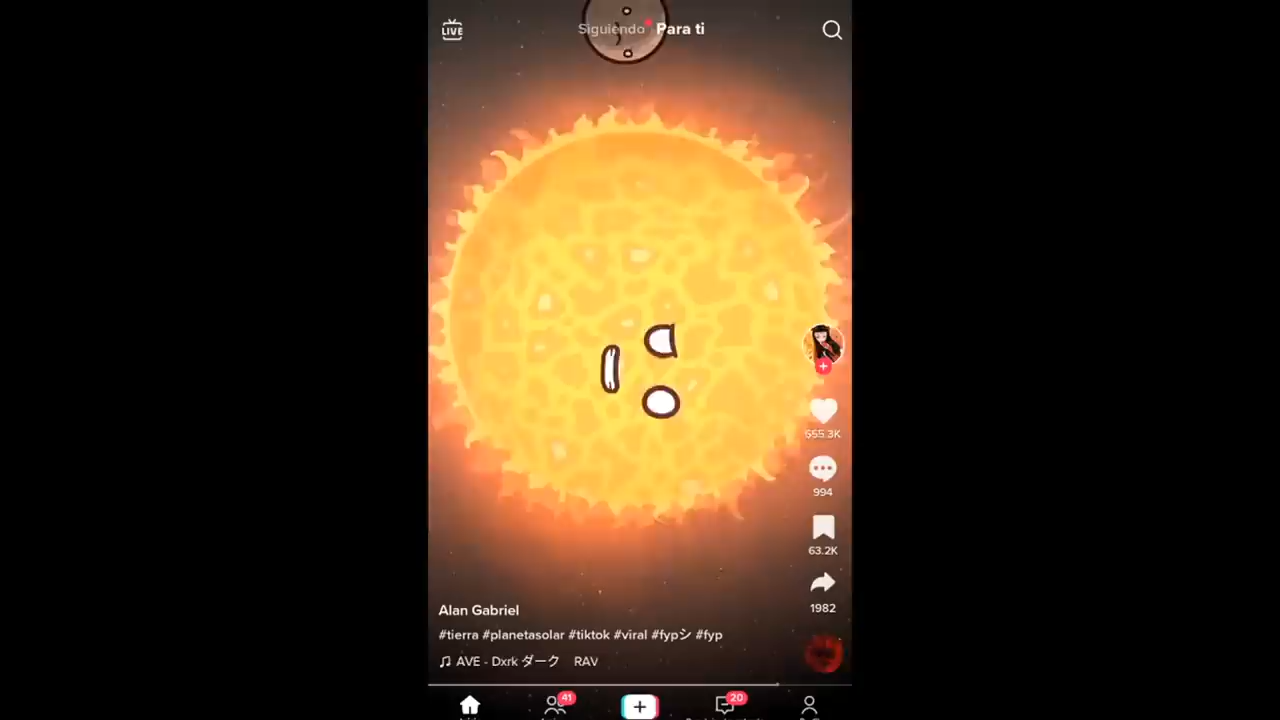 LIVE
Siguiendo Para ti
555.3K
994
63.2K
1982
Alan Gabriel
#tierra #planetasolar #tiktok #viral #fypシ #fyp
AVE - Dxrk ダーク RAV
41
20